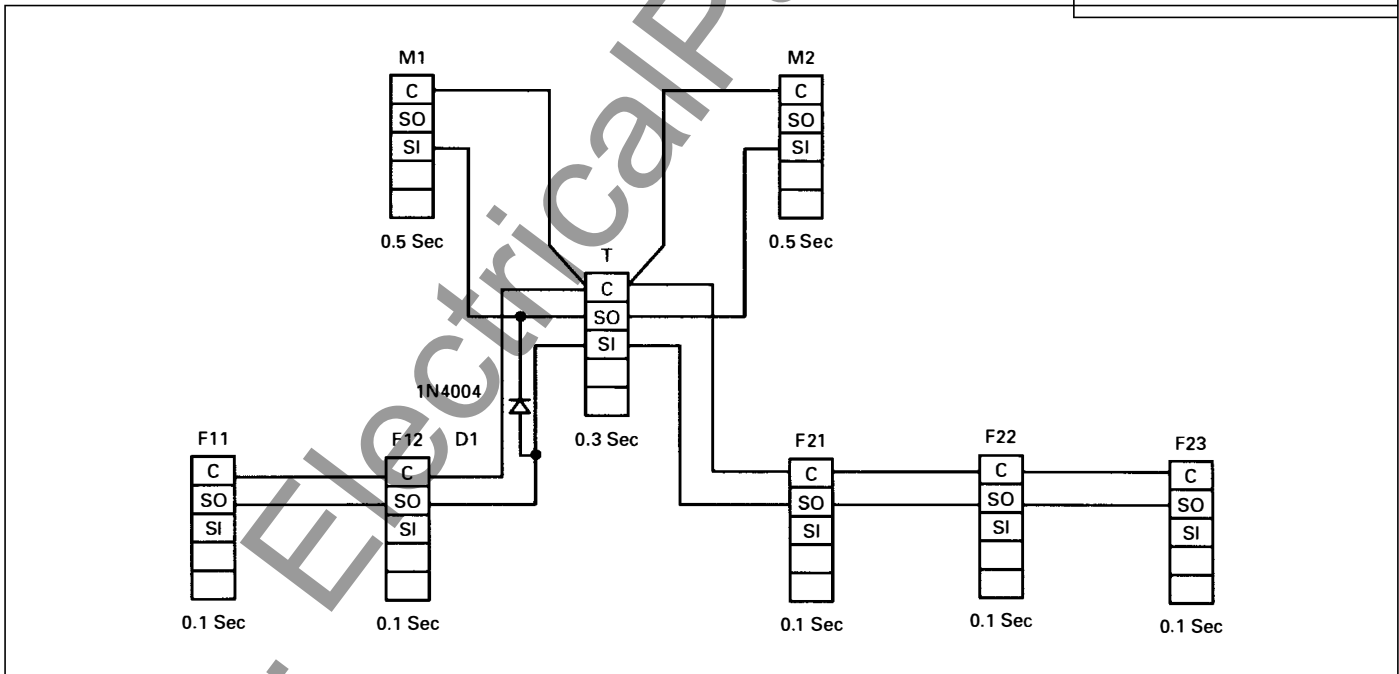 M1
C
SO
SI
0.5 Sec
M2
C
SO
SI
0.5 Sec
T
C
SO
SI
0.3 Sec
1N4004
D1
F11
C
SO
SI
0.1 Sec
F12
C
SO
SI
0.1 Sec
F21
C
SO
SI
0.1 Sec
F22
C
SO
SI
0.1 Sec
F23
C
SO
SI
0.1 Sec
. ElectricalP